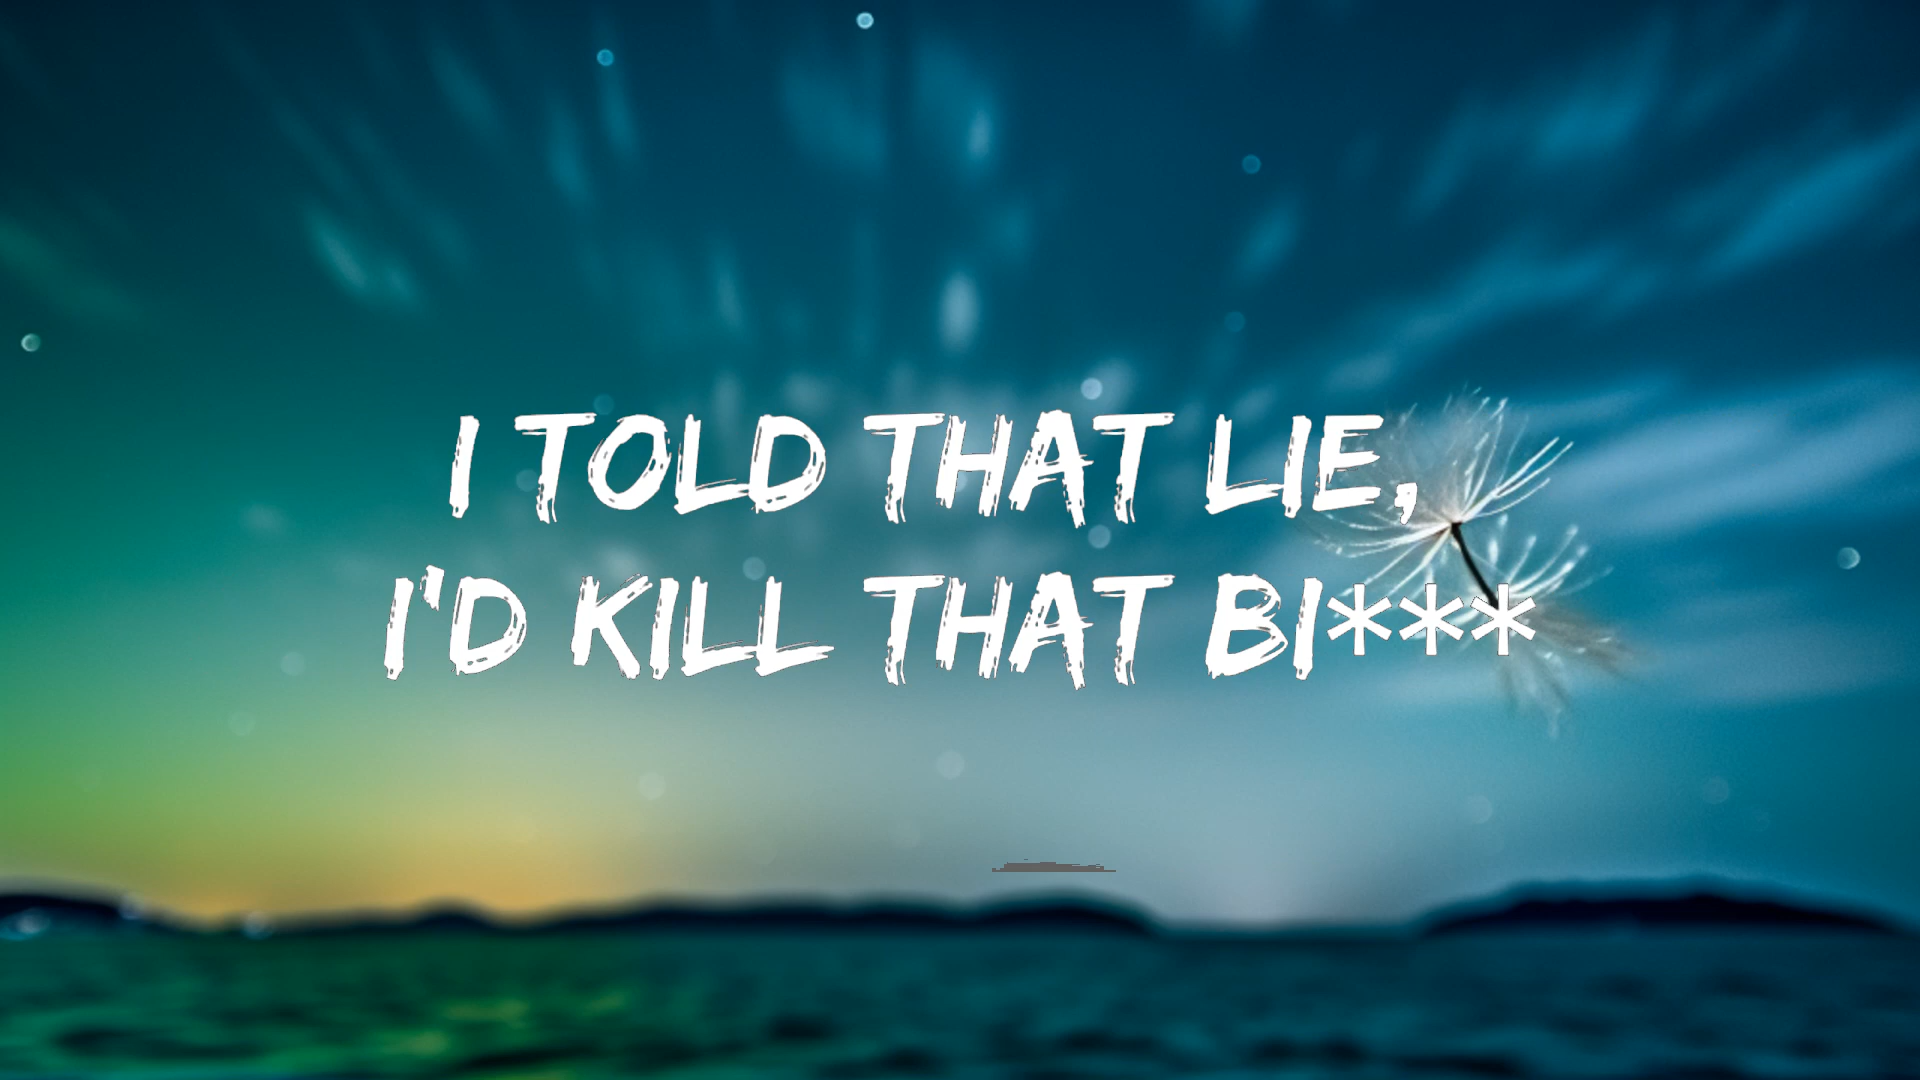 I TOLD THAT LIE,
I'D KILL THAT BI***